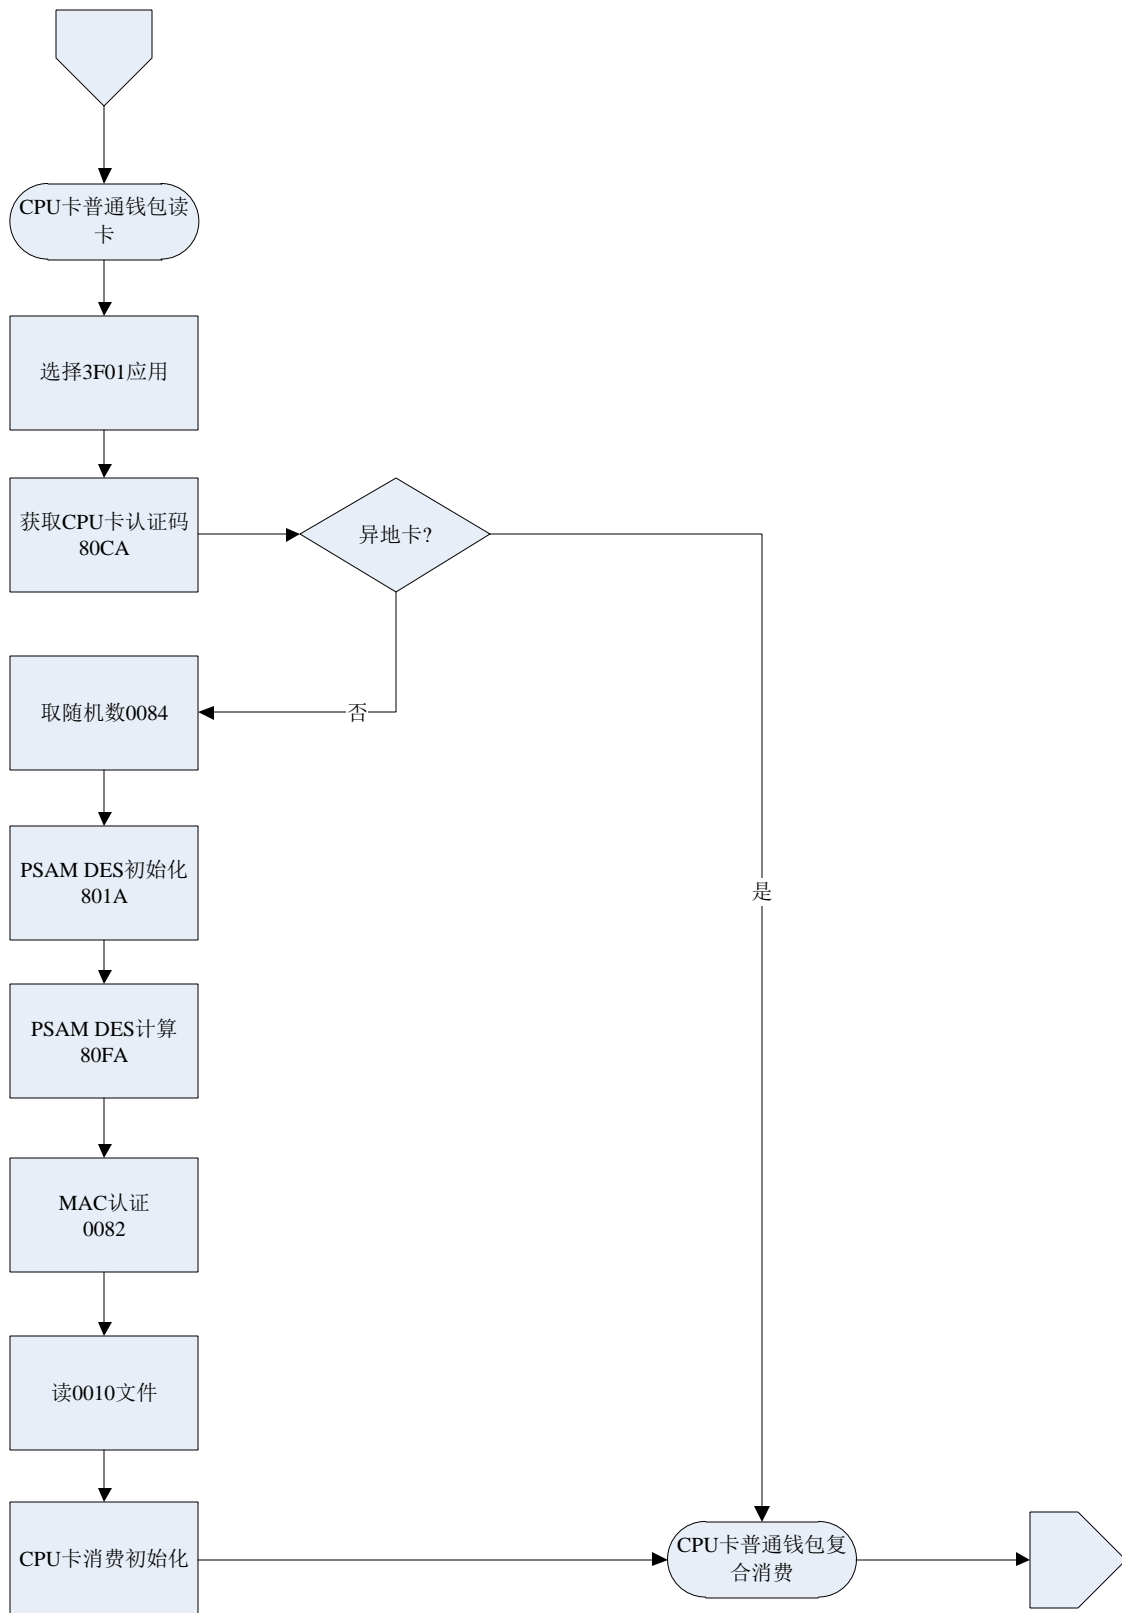 CPU卡普通钱包读
卡
选择3F01应用
获取CPU卡认证码
80CA
异地卡?
取随机数0084
否
PSAM DES初始化
801A
是
PSAM DES计算
80FA
MAC认证
0082
读0010文件
CPU卡消费初始化
CPU卡普通钱包复
合消费